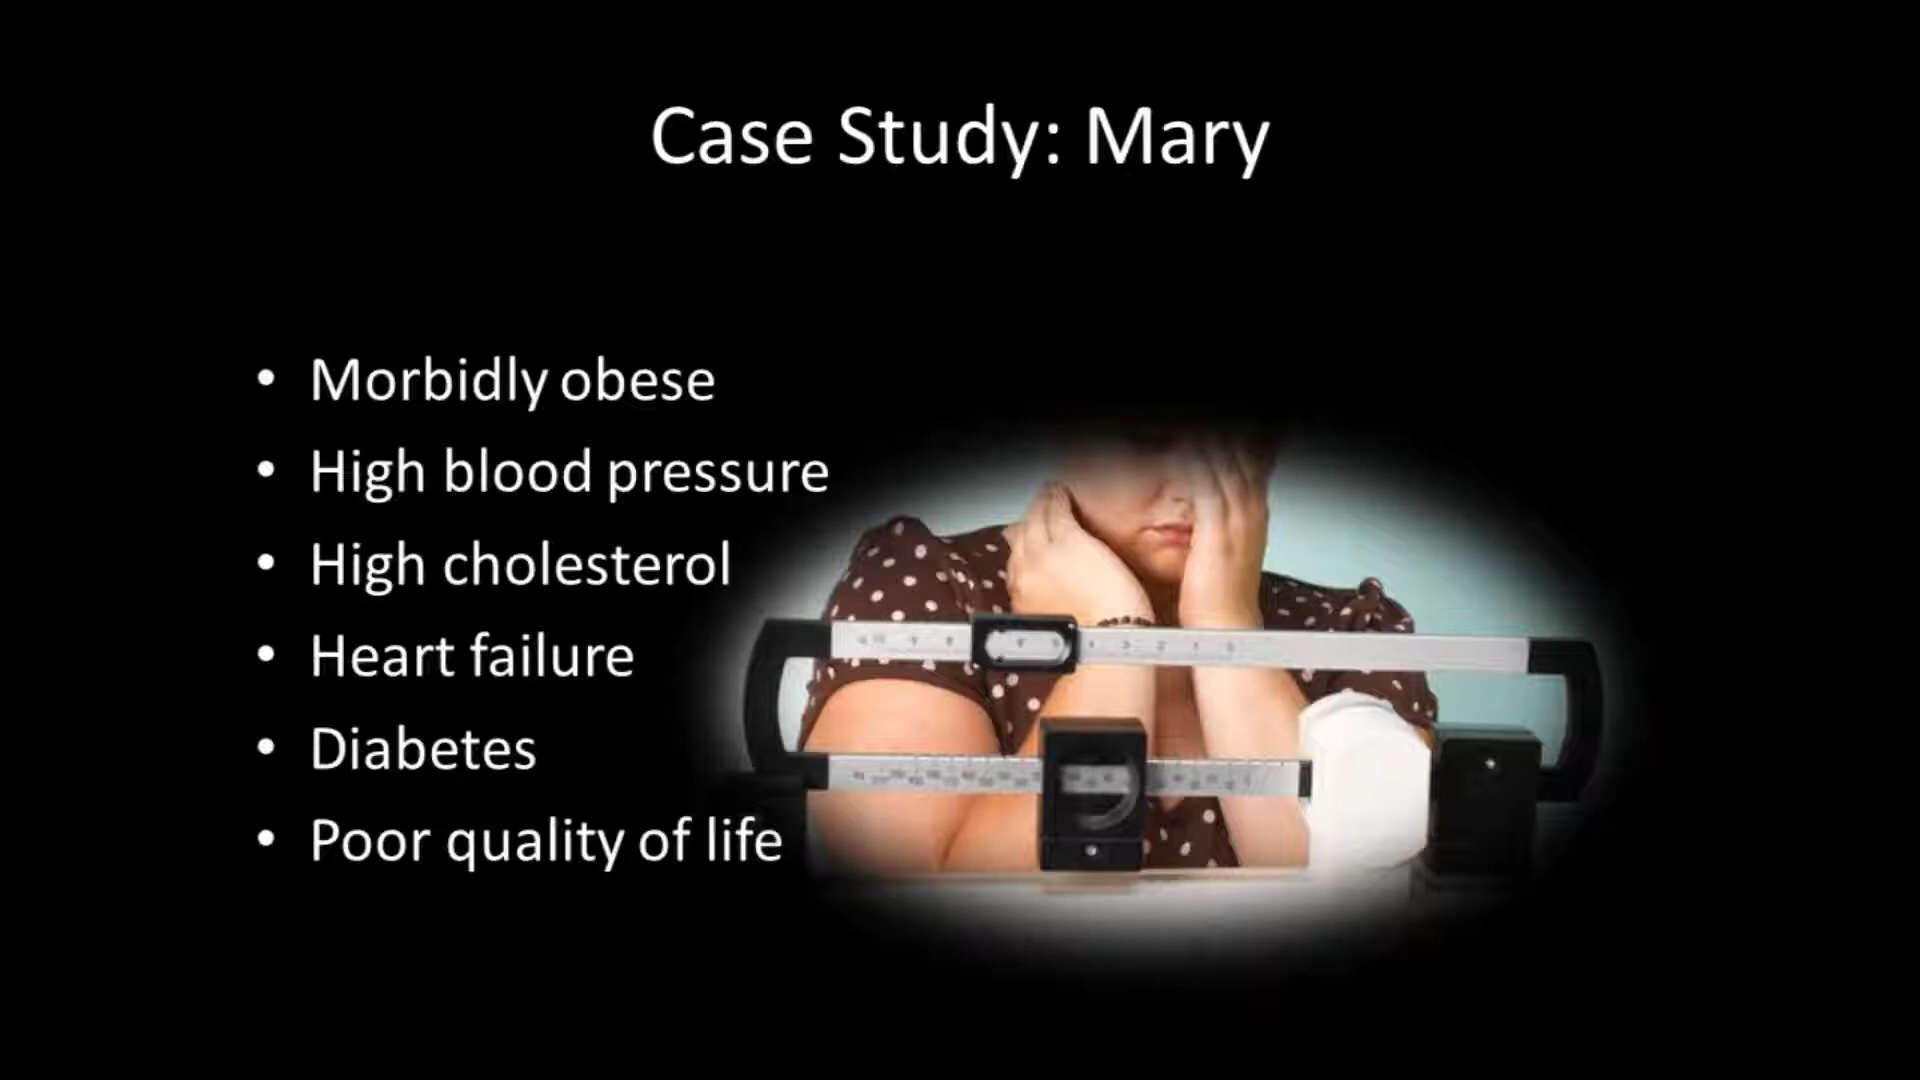 Case Study: Mary
• Morbidly obese
• High blood pressure
• High cholesterol
• Heart failure
• Diabetes
• Poor quality of life